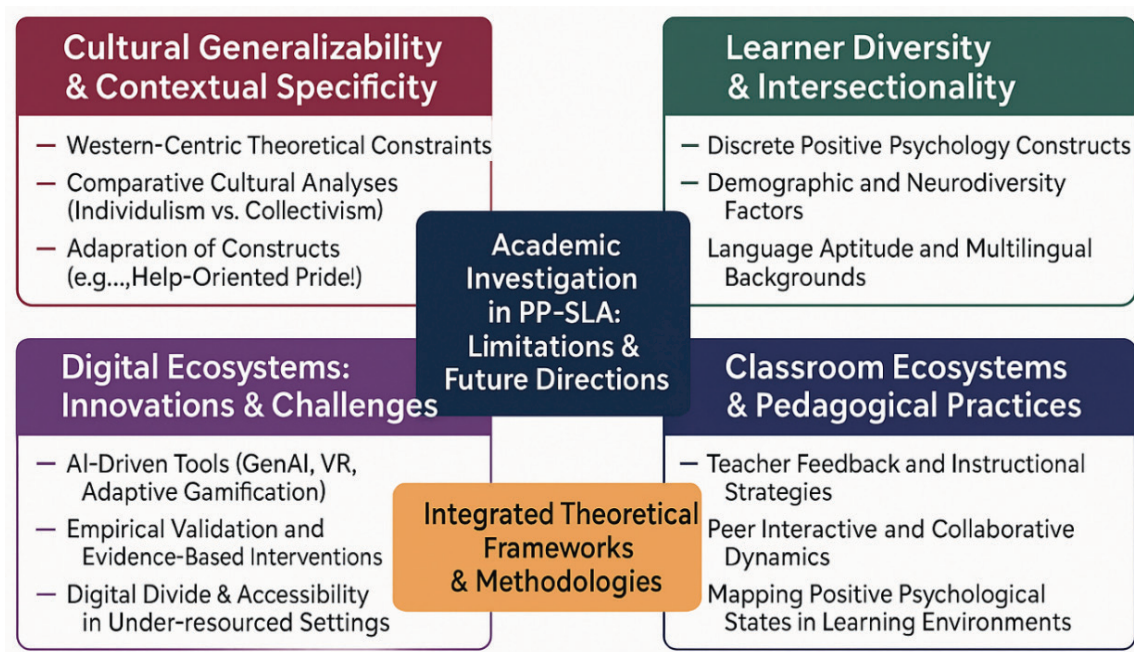 Cultural Generalizability
& Contextual Specificity
— Western-Centric Theoretical Constraints
— Comparative Cultural Analyses
(Individulism vs. Collectivism)
— Adapration of Constructs
(e.g...,Help-Oriented Pride!)
Learner Diversity
& Intersectionality
— Discrete Positive Psychology Constructs
— Demographic and Neurodiversity
Factors
Language Aptitude and Multilingual
Backgrounds
Academic
Investigation
in PP-SLA:
Limitations &
Future Directions
Digital Ecosystems:
Innovations & Challenges
— AI-Driven Tools (GenAI, VR,
Adaptive Gamification)
— Empirical Validation and
Evidence-Based Interventions
— Digital Divide & Accessibility
in Under-resourced Settings
Classroom Ecosystems
& Pedagogical Practices
— Teacher Feedback and Instructional
Strategies
Peer Interactive and Collaborative
Dynamics
Mapping Positive Psychological
States in Learning Environments
Integrated Theoretical
Frameworks
& Methodologies